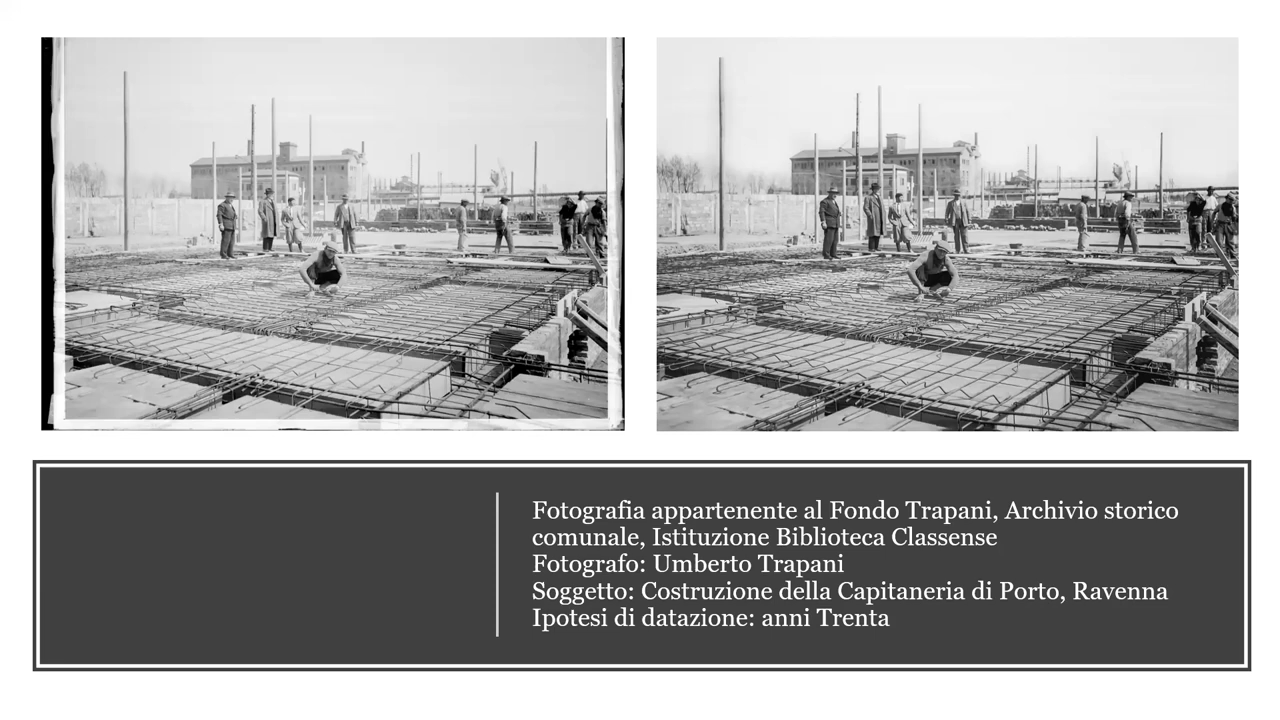 Fotografia appartenente al Fondo Trapani, Archivio storico
comunale, Istituzione Biblioteca Classense
Fotografo: Umberto Trapani
Soggetto: Costruzione della Capitaneria di Porto, Ravenna
Ipotesi di datazione: anni Trenta